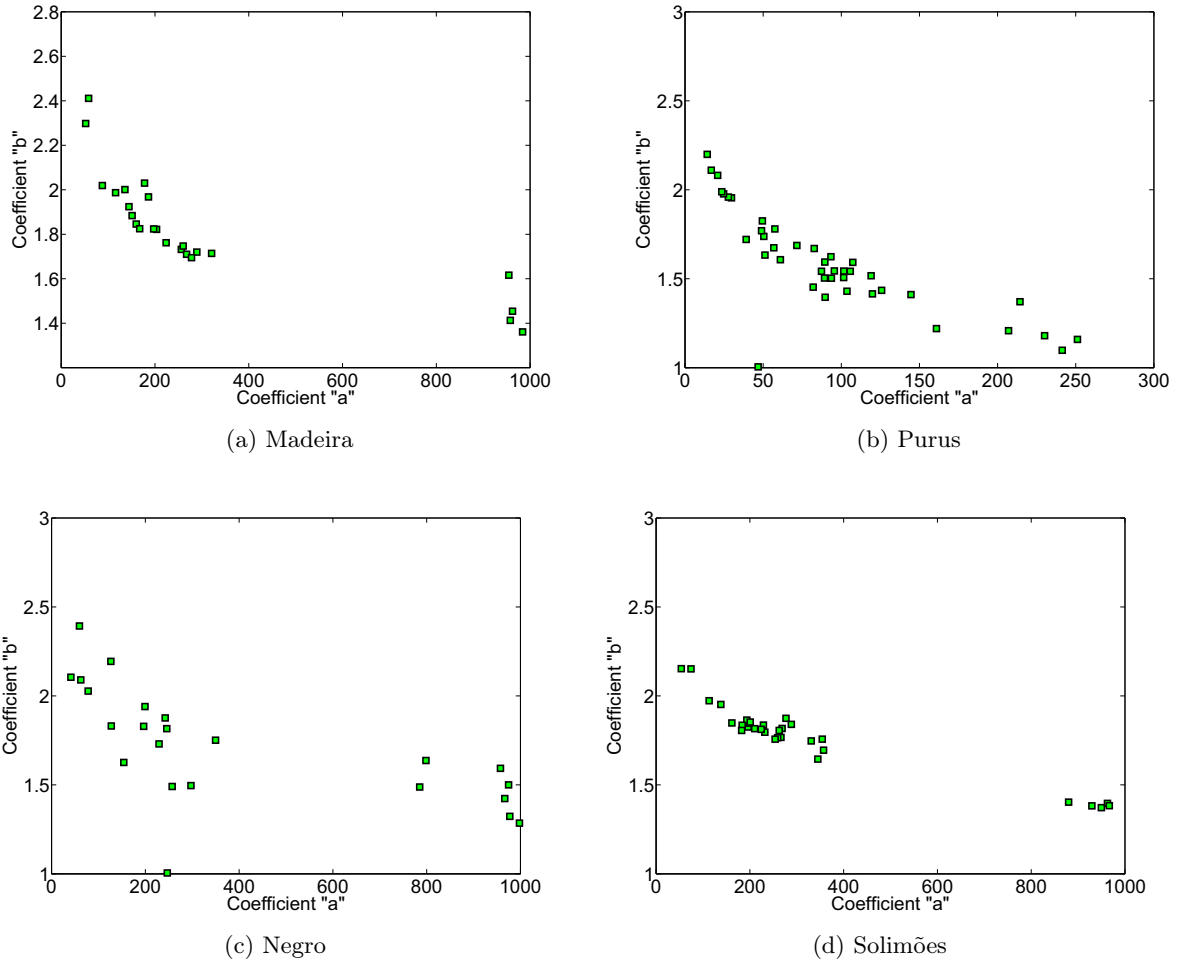 2.8
2.6
2.4
2.2
2
1.8
1.6
1.4
Coefficient "b"
0 200 400 600 800 1000
Coefficient "a"
(a) Madeira
3
2.5
2
1.5
1
Coefficient "b"
0 50 100 150 200 250 300
Coefficient "a"
(b) Purus
3
2.5
2
1.5
1
Coefficient "b"
0 200 400 600 800 1000
Coefficient "a"
(c) Negro
3
2.5
2
1.5
1
Coefficient "b"
0 200 400 600 800 1000
Coefficient "a"
(d) Solimões